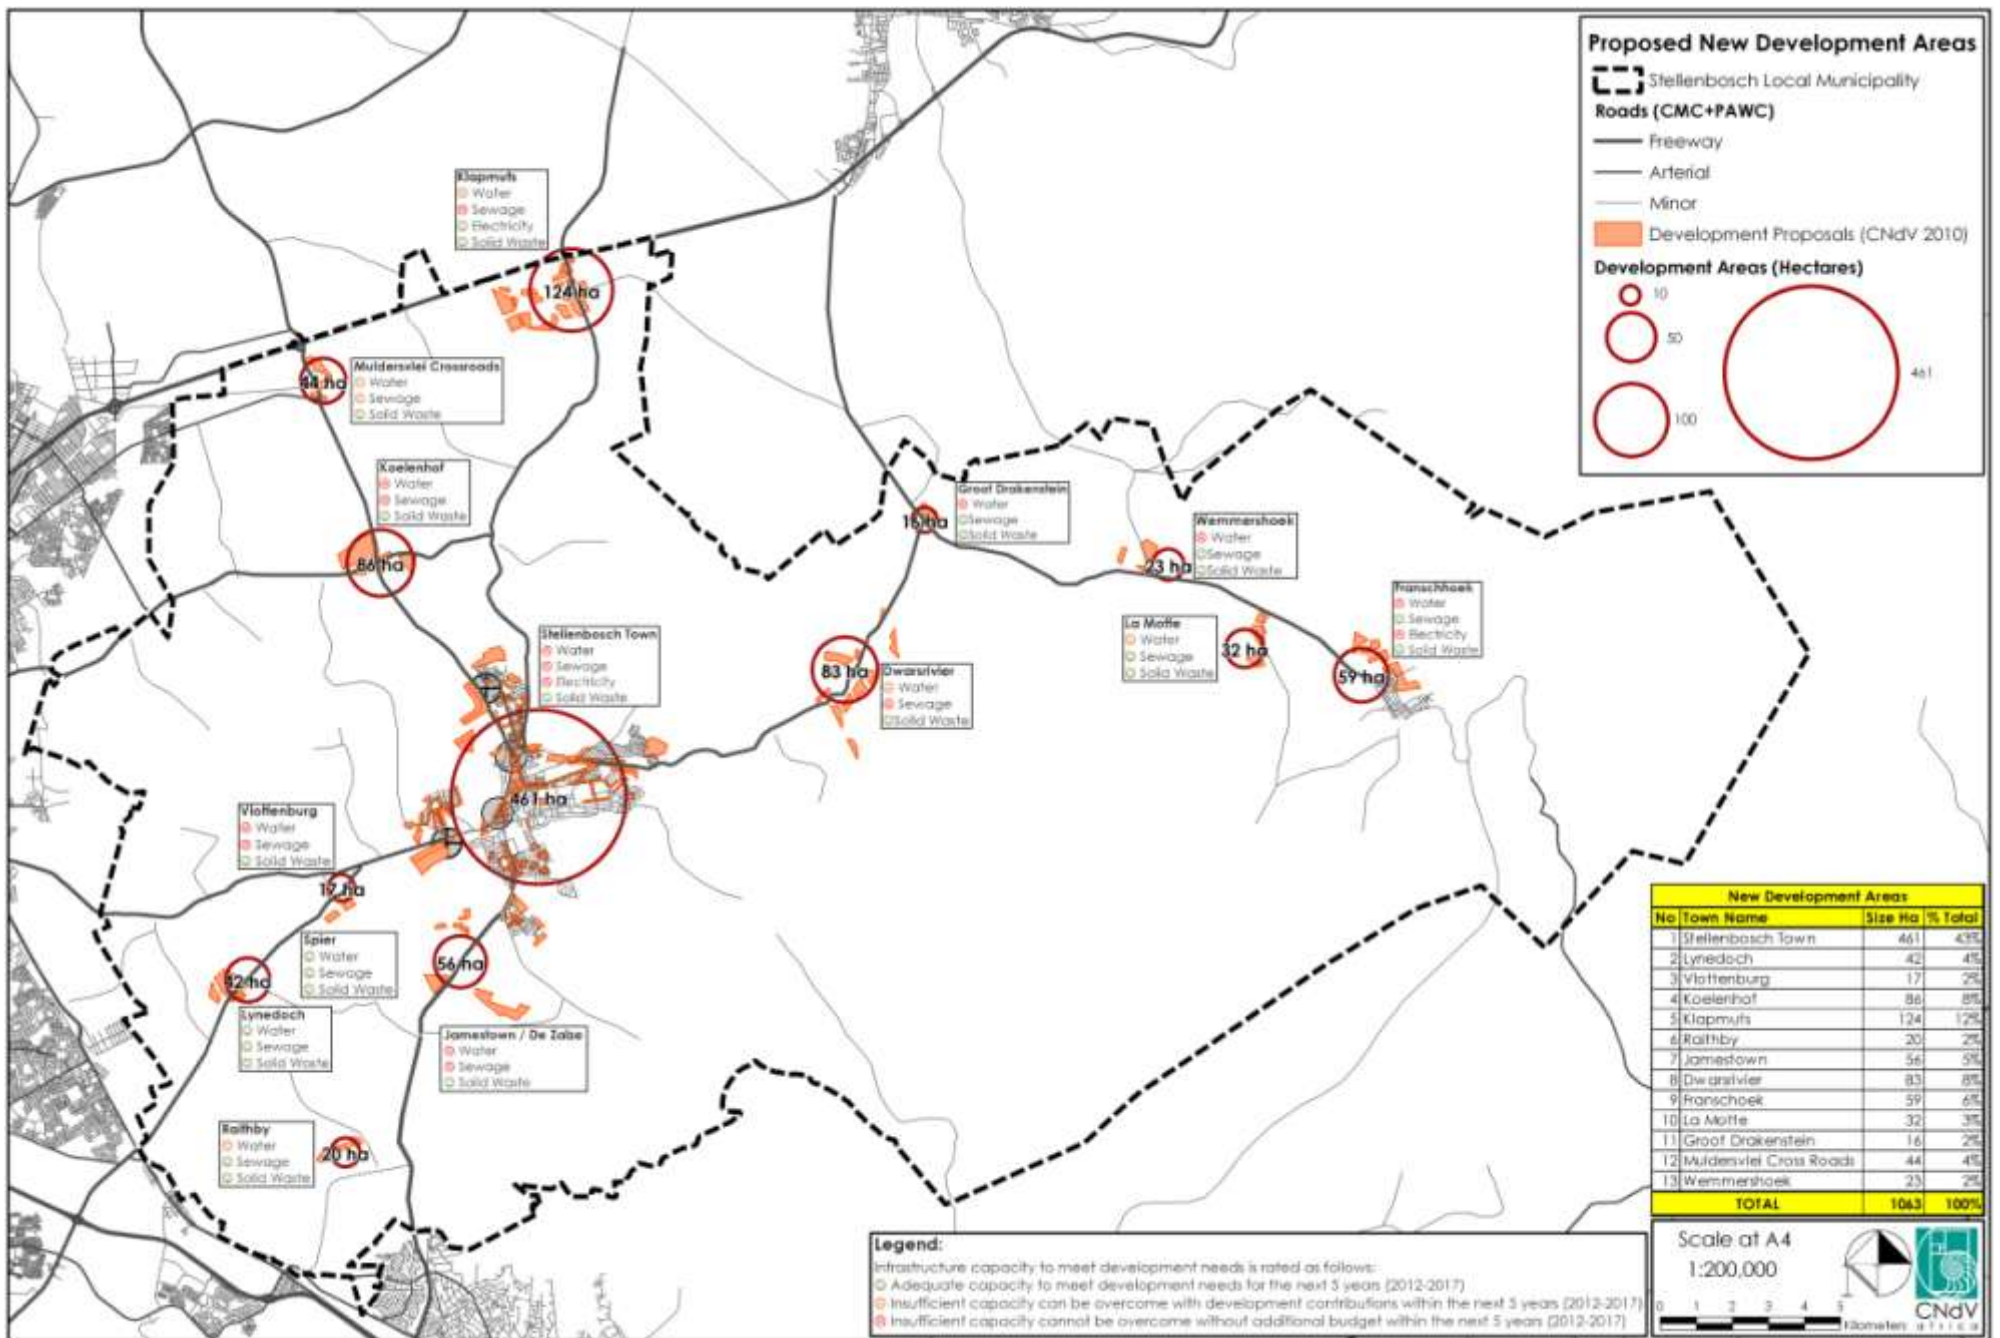 Proposed New Development Areas
Stellenbosch Local Municipality
Roads (CMC+PAWC)
Freeway
Arterial
Minor
Development Proposals (CNdV 2010)
Development Areas (Hectares)
10
50
100
461
Klapmuts
Water
Sewage
Electricity
Solid Waste
124 ha
44 ha
Muldersvlei Crossroads
Water
Sewage
Solid Waste
Koelenhof
Water
Sewage
Solid Waste
86 ha
Groot Drakenstein
Water
Sewage
Solid Waste
Wemmershoek
Water
Sewage
Solid Waste
23 ha
Franschhoek
Water
Sewage
Electricity
Solid Waste
59 ha
La Motte
Water
Sewage
Solid Waste
32 ha
Stellenbosch Town
Water
Sewage
Electricity
Solid Waste
461 ha
83 ha
Dwarsrivier
Water
Sewage
Solid Waste
Vlottenburg
Water
Sewage
Solid Waste
17 ha
Spier
Water
Sewage
Solid Waste
42 ha
Lynedoch
Water
Sewage
Solid Waste
56 ha
Jamestown / De Zalze
Water
Sewage
Solid Waste
Raithby
Water
Sewage
Solid Waste
20 ha
New Development Areas
No Town Name Size Ha % Total
1 Stellenbosch Town 461 43%
2 Lynedoch 42 4%
3 Vlottenburg 17 2%
4 Koelenhof 86 8%
5 Klapmuts 124 12%
6 Raithby 20 2%
7 Jamestown 56 5%
8 Dwarsrivier 83 8%
9 Franschoek 59 6%
10 La Motte 32 3%
11 Groot Drakenstein 16 2%
12 Muldersvlei Cross Roads 44 4%
13 Wemmershoek 23 2%
TOTAL 1063 100%
Legend:
Infrastructure capacity to meet development needs is rated as follows:
Adequate capacity to meet development needs for the next 5 years (2012-2017)
Insufficient capacity can be overcome with development contributions within the next 5 years (2012-2017)
Insufficient capacity cannot be overcome without additional budget within the next 5 years (2012-2017)
Scale at A4
1:200,000
0 1 2 3 4 5
Kilometers
CNdV
africa